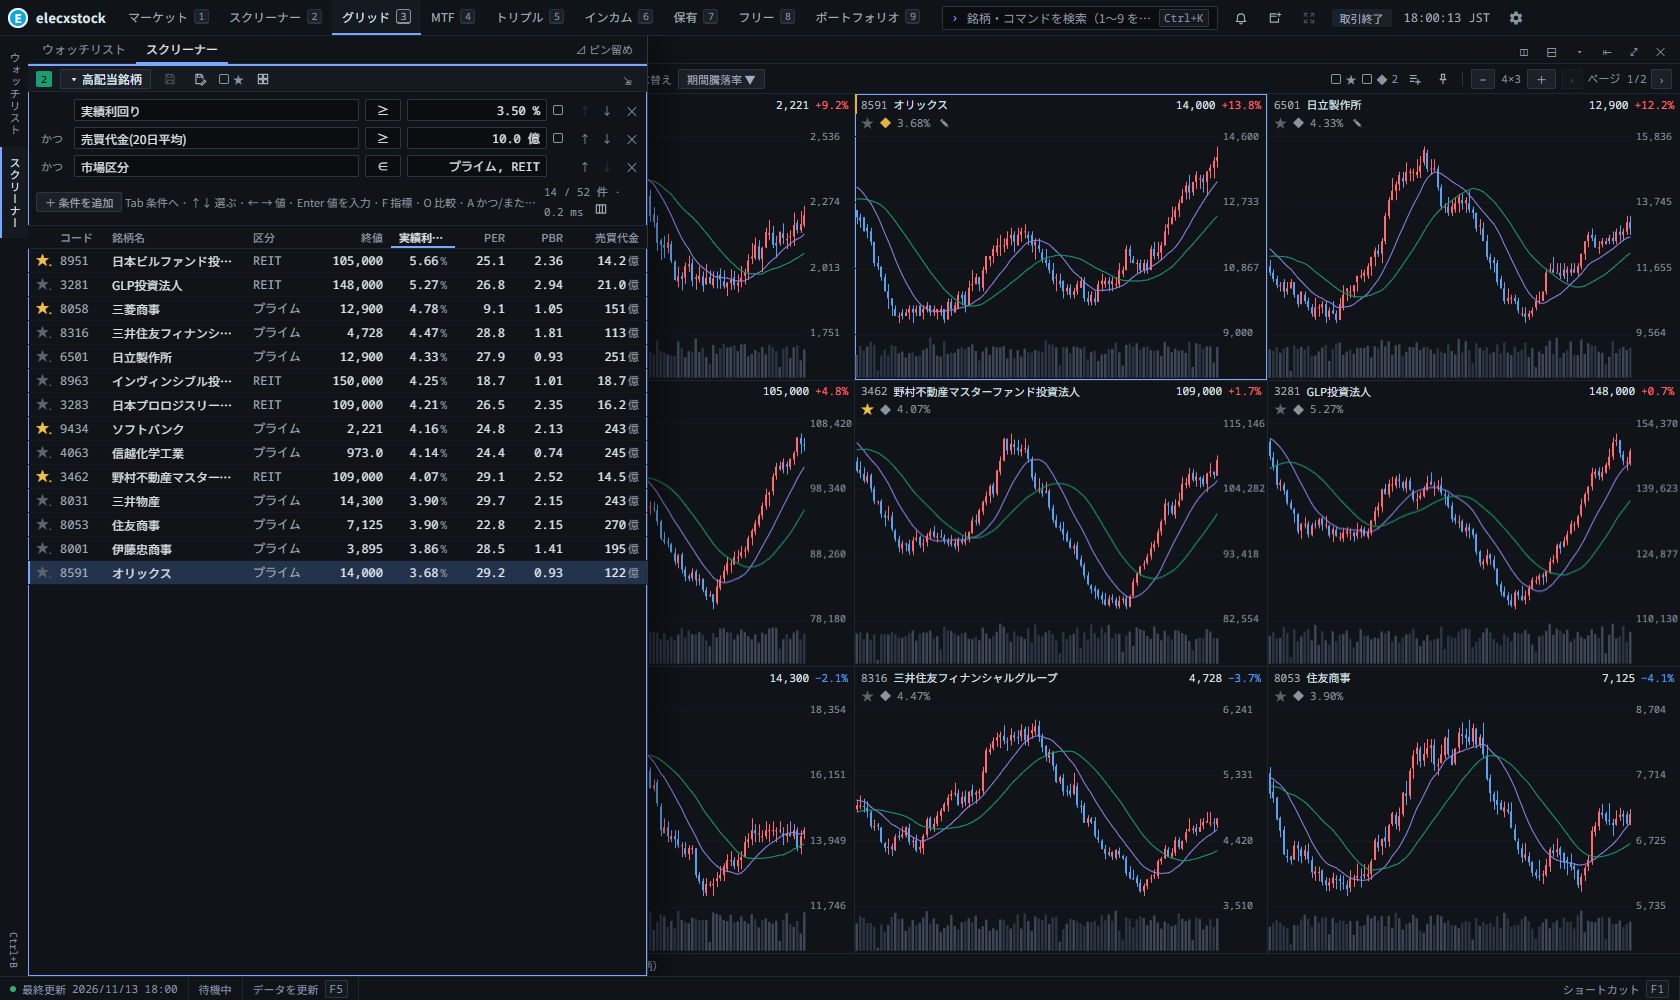 elecxstock マーケット 1 スクリーナー 2 グリッド 3 MTF 4 トリプル 5 インカム 6 保有 7 フリー 8 ポートフォリオ 9 › 銘柄・コマンドを検索（1〜9 を… Ctrl+K 取引終了 18:00:13 JST
ウォッチリスト スクリーナー ピン留め
ウォッチリスト
スクリーナー
2 高配当銘柄
替え 期間騰落率▼ ★ ◆ 2 − 4×3 + ‹ ページ 1/2 ›
実績利回り ≥ 3.50 % ↑ ↓ ×
かつ 売買代金(20日平均) ≥ 10.0 億 ↑ ↓ ×
かつ 市場区分 ∈ プライム, REIT ↑ ↓ ×
＋条件を追加 Tab 条件へ・↑↓ 選ぶ・←→ 値・Enter 値を入力・F 指標・O 比較・A かつ/また… 14 / 52 件 ·
0.2 ms
コード 銘柄名 区分 終値 実績利… PER PBR 売買代金
★ 8951 日本ビルファンド投… REIT 105,000 5.66% 25.1 2.36 14.2億
★ 3281 GLP投資法人 REIT 148,000 5.27% 26.8 2.94 21.0億
★ 8058 三菱商事 プライム 12,900 4.78% 9.1 1.05 151億
★ 8316 三井住友フィナンシ… プライム 4,728 4.47% 28.8 1.81 113億
★ 6501 日立製作所 プライム 12,900 4.33% 27.9 0.93 251億
★ 8963 インヴィンシブル投… REIT 150,000 4.25% 18.7 1.01 18.7億
★ 3283 日本プロロジスリー… REIT 109,000 4.21% 26.5 2.35 16.2億
★ 9434 ソフトバンク プライム 2,221 4.16% 24.8 2.13 243億
★ 4063 信越化学工業 プライム 973.0 4.14% 24.4 0.74 245億
★ 3462 野村不動産マスター… REIT 109,000 4.07% 29.1 2.52 14.5億
★ 8031 三井物産 プライム 14,300 3.90% 29.7 2.15 243億
★ 8053 住友商事 プライム 7,125 3.90% 22.8 2.15 270億
★ 8001 伊藤忠商事 プライム 3,895 3.86% 28.5 1.41 195億
★ 8591 オリックス プライム 14,000 3.68% 29.2 0.93 122億
2,221 +9.2%
2,536
2,274
2,013
1,751
8591 オリックス 14,000 +13.8%
★ ◆ 3.68%
14,600
12,733
10,867
9,000
6501 日立製作所 12,900 +12.2%
★ ◆ 4.33%
15,836
13,745
11,655
9,564
105,000 +4.8%
108,420
98,340
88,260
78,180
3462 野村不動産マスターファンド投資法人 109,000 +1.7%
★ ◆ 4.07%
115,146
104,282
93,418
82,554
3281 GLP投資法人 148,000 +0.7%
★ ◆ 5.27%
154,370
139,623
124,877
110,130
14,300 −2.1%
18,354
16,151
13,949
11,746
8316 三井住友フィナンシャルグループ 4,728 −3.7%
★ ◆ 4.47%
6,241
5,331
4,420
3,510
8053 住友商事 7,125 −4.1%
★ ◆ 3.90%
8,704
7,714
6,725
5,735
Ctrl+B
最終更新 2026/11/13 18:00 待機中 データを更新 F5 ショートカット F1